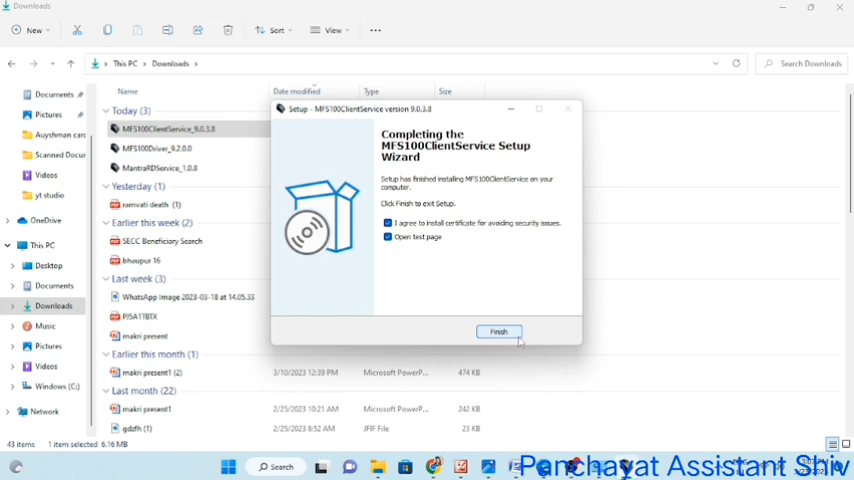 Downloads
New
Sort
View
This PC > Downloads >
Search Downloads
Name
Date modified
Type
Size
Documents
Pictures
Auyshman card
Scanned Docur
Videos
yt studio
OneDrive
This PC
Desktop
Documents
Downloads
Music
Pictures
Videos
Windows (C:)
Network
Today (3)
MFS100ClientService_9.0.3.8
MFS100Driver_9.2.0.0
MantraRDService_1.0.8
Yesterday (1)
ramvati death (1)
Earlier this week (2)
SECC Beneficiary Search
bhaupur 16
Last week (3)
WhatsApp Image 2023-03-18 at 14.05.33
PJSA1TBTX
makri present
Earlier this month (1)
makri present1 (2) 3/10/2023 12:39 PM Microsoft PowerP... 474 KB
Last month (22)
makri present1 2/25/2023 10:21 AM Microsoft PowerP... 242 KB
gdzfh (1) 2/25/2023 8:52 AM JFIF File 23 KB
Setup - MFS100ClientService version 9.0.3.8
Completing the
MFS100ClientService Setup
Wizard
Setup has finished installing MFS100ClientService on your
computer.
Click Finish to exit Setup.
I agree to install certificate for avoiding security issues.
Open test page
Finish
43 items 1 item selected 6.16 MB
Search
Panchayat Assistant Shiv